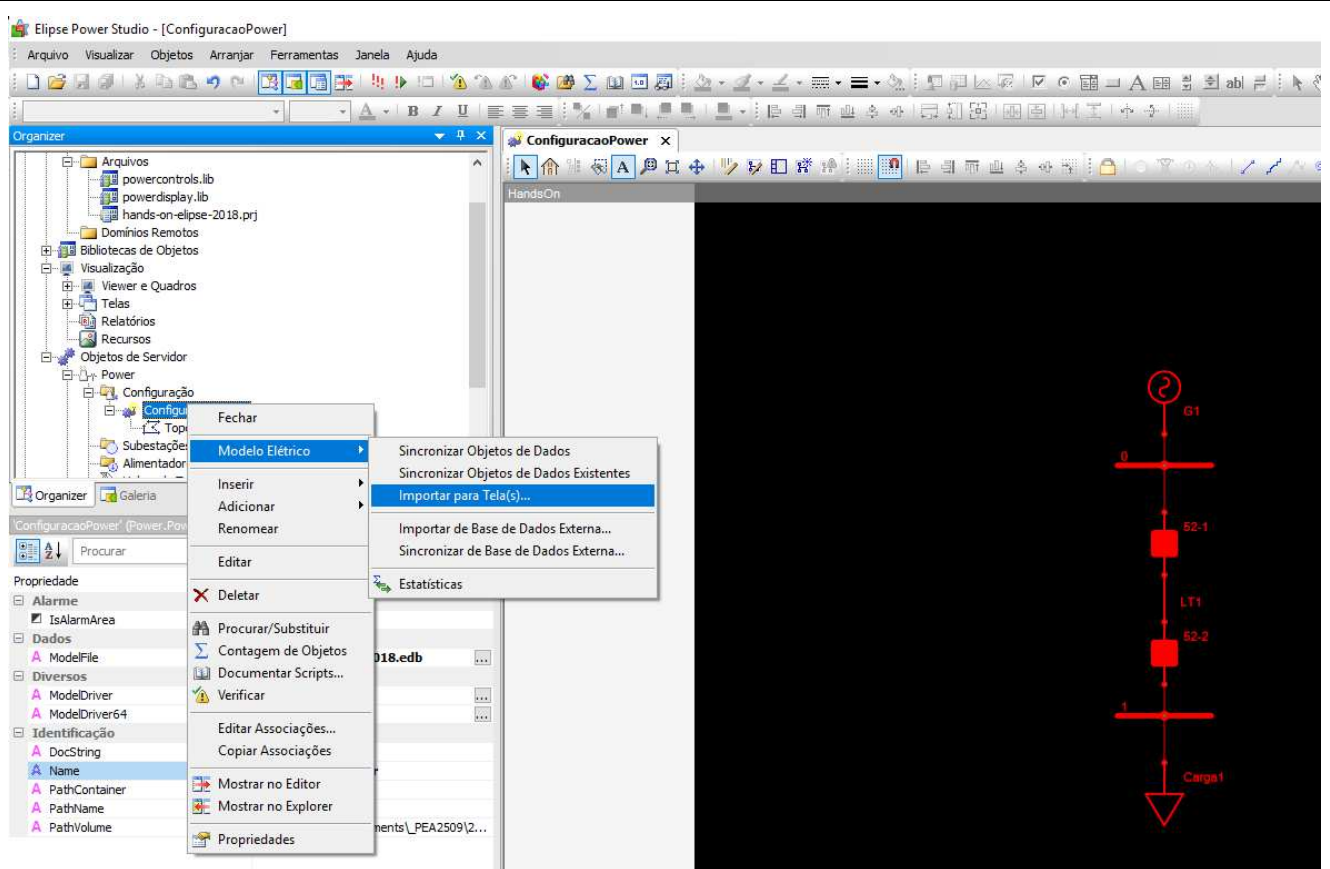 Elipse Power Studio - [ConfiguracaoPower]
Arquivo Visualizar Objetos Arranjar Ferramentas Janela Ajuda
A B I U
Organizer
ConfiguracaoPower X
Arquivos
powercontrols.lib
powerdisplay.lib
hands-on-elipse-2018.prj
Domínios Remotos
Bibliotecas de Objetos
Visualização
Viewer e Quadros
Telas
Relatórios
Recursos
Objetos de Servidor
Power
Configuração
Configu
Top
Subestações
Alimentador
Organizer Galeria
'ConfiguracaoPower' (Power.Pow
Procurar
Propriedade
Alarme
IsAlarmArea
Dados
ModelFile 018.edb ...
Diversos
ModelDriver ...
ModelDriver64 ...
Identificação
DocString
Name r
PathContainer
PathName
PathVolume ments\_PEA2509\2...
Fechar
Modelo Elétrico
Inserir
Adicionar
Renomear
Editar
Deletar
Procurar/Substituir
Contagem de Objetos
Documentar Scripts...
Verificar
Editar Associações...
Copiar Associações
Mostrar no Editor
Mostrar no Explorer
Propriedades
Sincronizar Objetos de Dados
Sincronizar Objetos de Dados Existentes
Importar para Tela(s)...
Importar de Base de Dados Externa...
Sincronizar de Base de Dados Externa...
Estatísticas
HandsOn
G1
0
52-1
LT1
52-2
1
Carga1